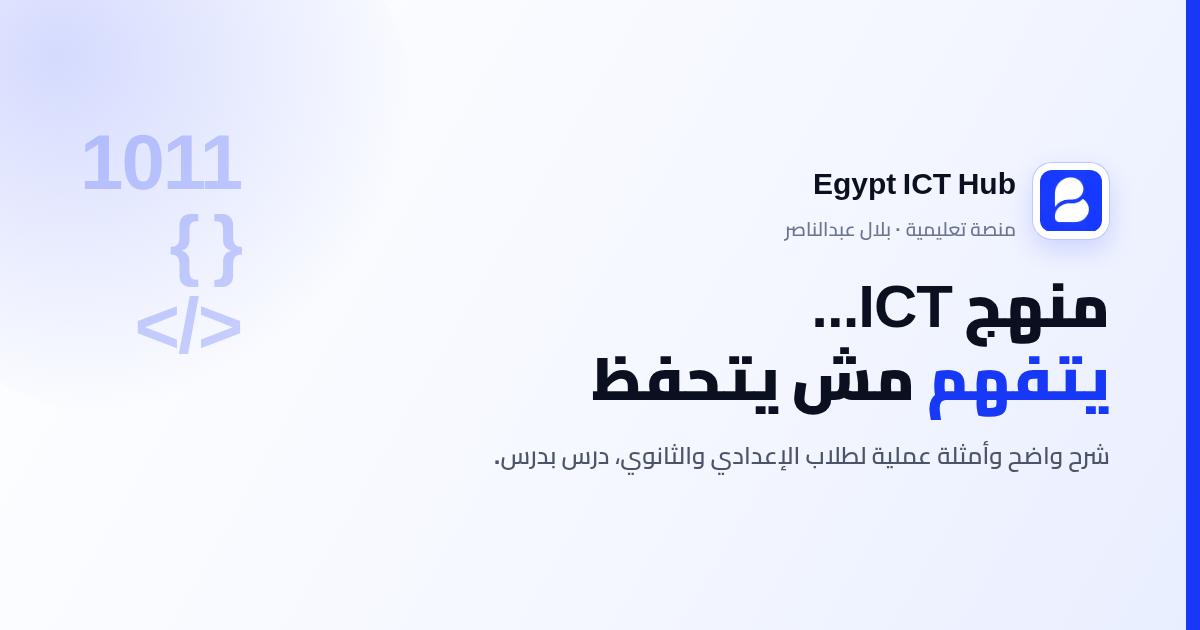 Egypt ICT Hub
منصة تعليمية · بلال عبدالناصر
منهج ICT...
يتفهم مش يتحفظ
شرح واضح وأمثلة عملية لطلاب الإعدادي والثانوي، درس بدرس.
1011
{ }
</>